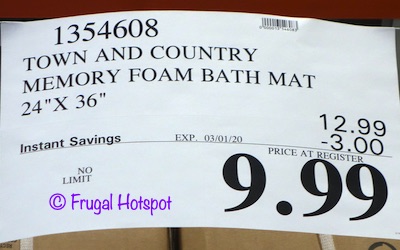 1354608
TOWN AND COUNTRY
MEMORY FOAM BATH MAT
24"X 36"
12.99
Instant Savings EXP. 03/01/20 -3.00
PRICE AT REGISTER
NO LIMIT
9.99
© Frugal Hotspot